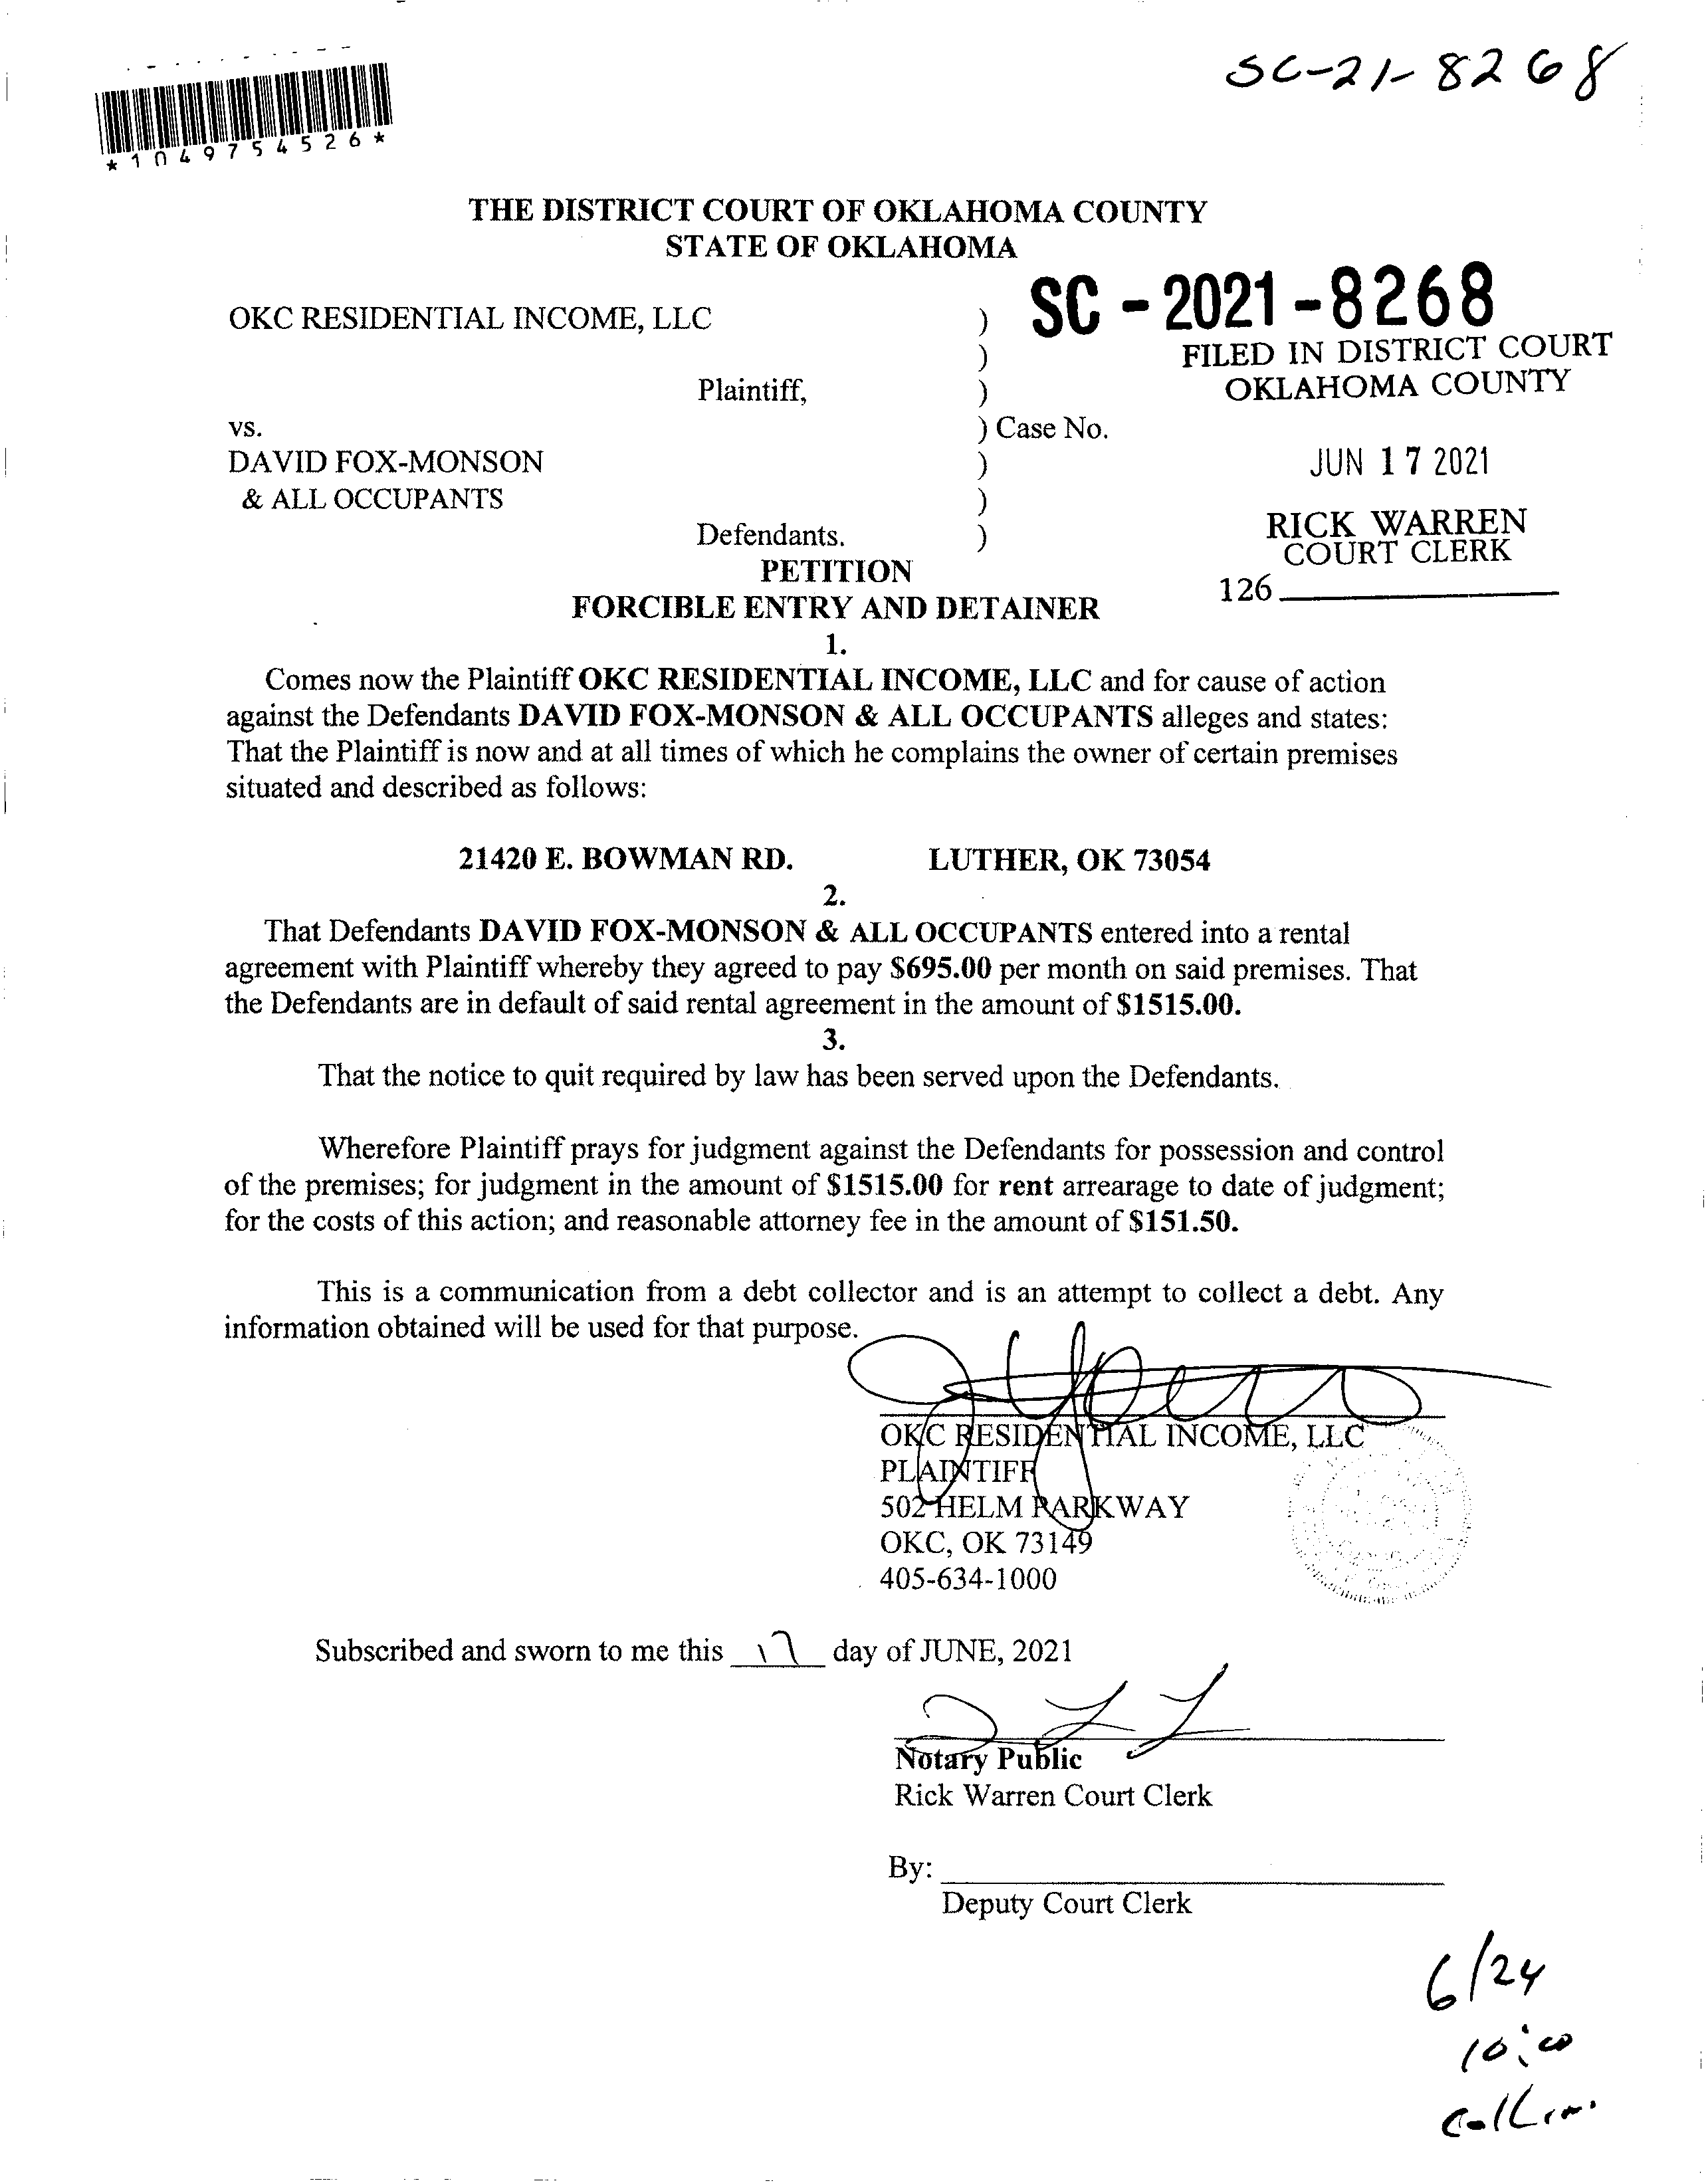 SC-21-8268
*1049754526*
THE DISTRICT COURT OF OKLAHOMA COUNTY
STATE OF OKLAHOMA
SC - 2021 - 8268
OKC RESIDENTIAL INCOME, LLC )
) FILED IN DISTRICT COURT
Plaintiff, ) OKLAHOMA COUNTY
vs. ) Case No.
DAVID FOX-MONSON ) JUN 17 2021
& ALL OCCUPANTS )
Defendants. ) RICK WARREN
COURT CLERK
PETITION
126
FORCIBLE ENTRY AND DETAINER
1.
Comes now the Plaintiff OKC RESIDENTIAL INCOME, LLC and for cause of action
against the Defendants DAVID FOX-MONSON & ALL OCCUPANTS alleges and states:
That the Plaintiff is now and at all times of which he complains the owner of certain premises
situated and described as follows:
21420 E. BOWMAN RD. LUTHER, OK 73054
2.
That Defendants DAVID FOX-MONSON & ALL OCCUPANTS entered into a rental
agreement with Plaintiff whereby they agreed to pay $695.00 per month on said premises. That
the Defendants are in default of said rental agreement in the amount of $1515.00.
3.
That the notice to quit required by law has been served upon the Defendants.
Wherefore Plaintiff prays for judgment against the Defendants for possession and control
of the premises; for judgment in the amount of $1515.00 for rent arrearage to date of judgment;
for the costs of this action; and reasonable attorney fee in the amount of $151.50.
This is a communication from a debt collector and is an attempt to collect a debt. Any
information obtained will be used for that purpose.
OKC RESIDENTIAL INCOME, LLC
PLAINTIFF
502 HELM PARKWAY
OKC, OK 73149
405-634-1000
Subscribed and sworn to me this 17 day of JUNE, 2021
Notary Public
Rick Warren Court Clerk
By:
Deputy Court Clerk
6/24
10:00